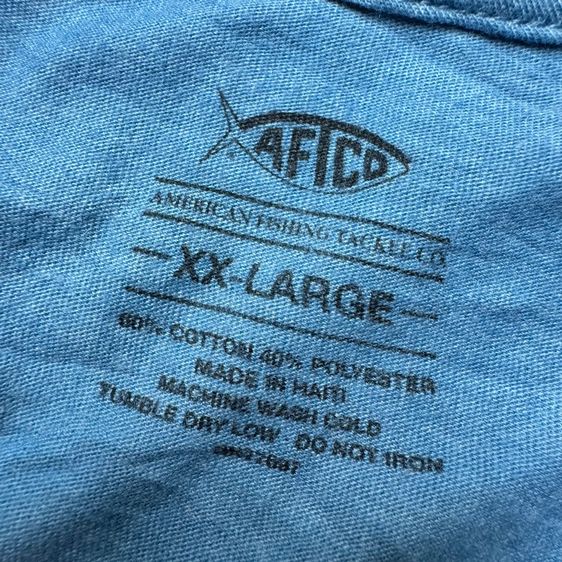 AFTCO
AMERICAN FISHING TACKLE CO
XX-LARGE
60% COTTON 40% POLYESTER
MADE IN HAITI
MACHINE WASH COLD
TUMBLE DRY LOW - DO NOT IRON